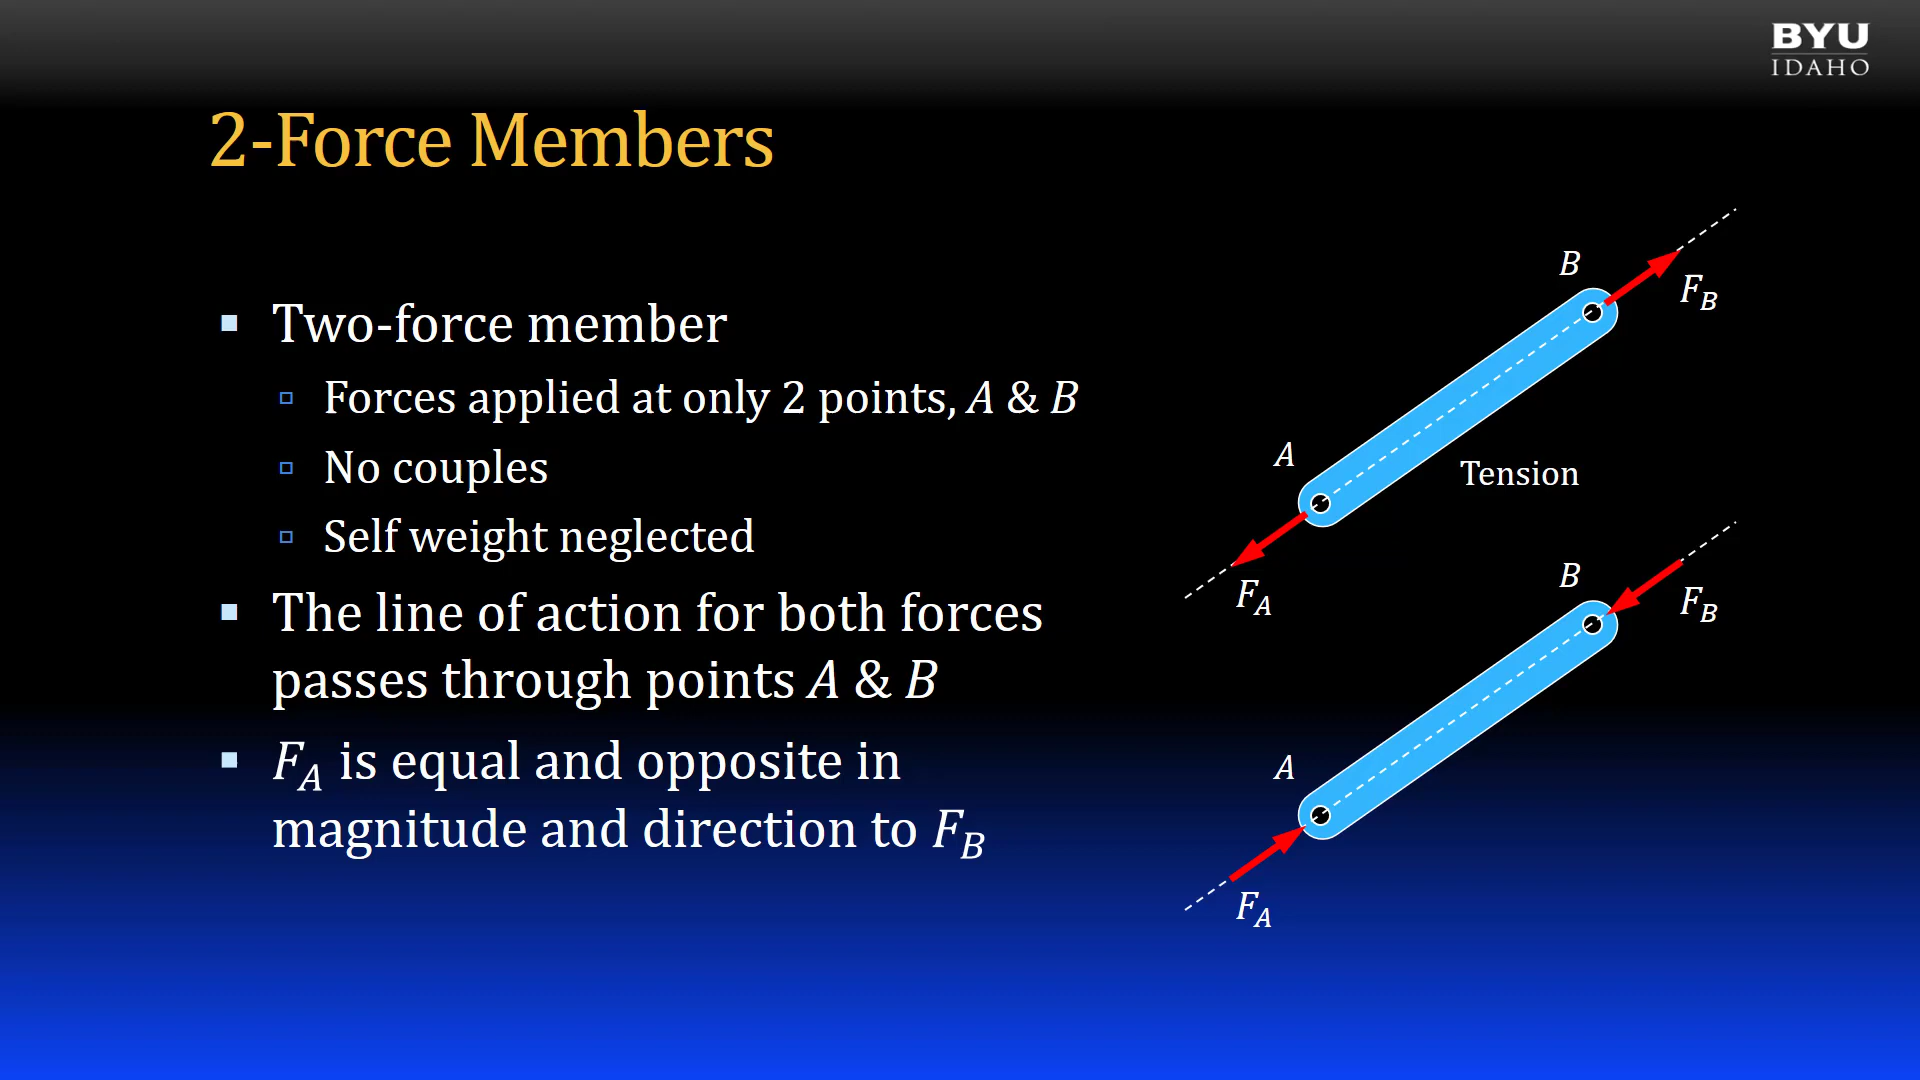 BYU
IDAHO
2-Force Members
▪ Two-force member
▫ Forces applied at only 2 points, A & B
▫ No couples
▫ Self weight neglected
▪ The line of action for both forces
passes through points A & B
▪ F_A is equal and opposite in
magnitude and direction to F_B
B
F_B
A
Tension
F_A
B
F_B
A
F_A